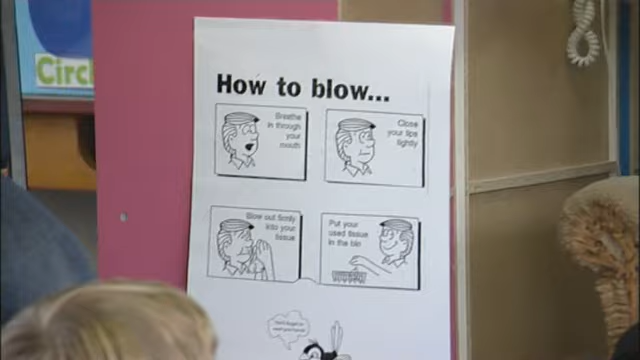 Circl
How to blow...
Breathe
in through
your
mouth
Close
your lips
tightly
Blow out firmly
into your
tissue
Put your
used tissue
in the bin